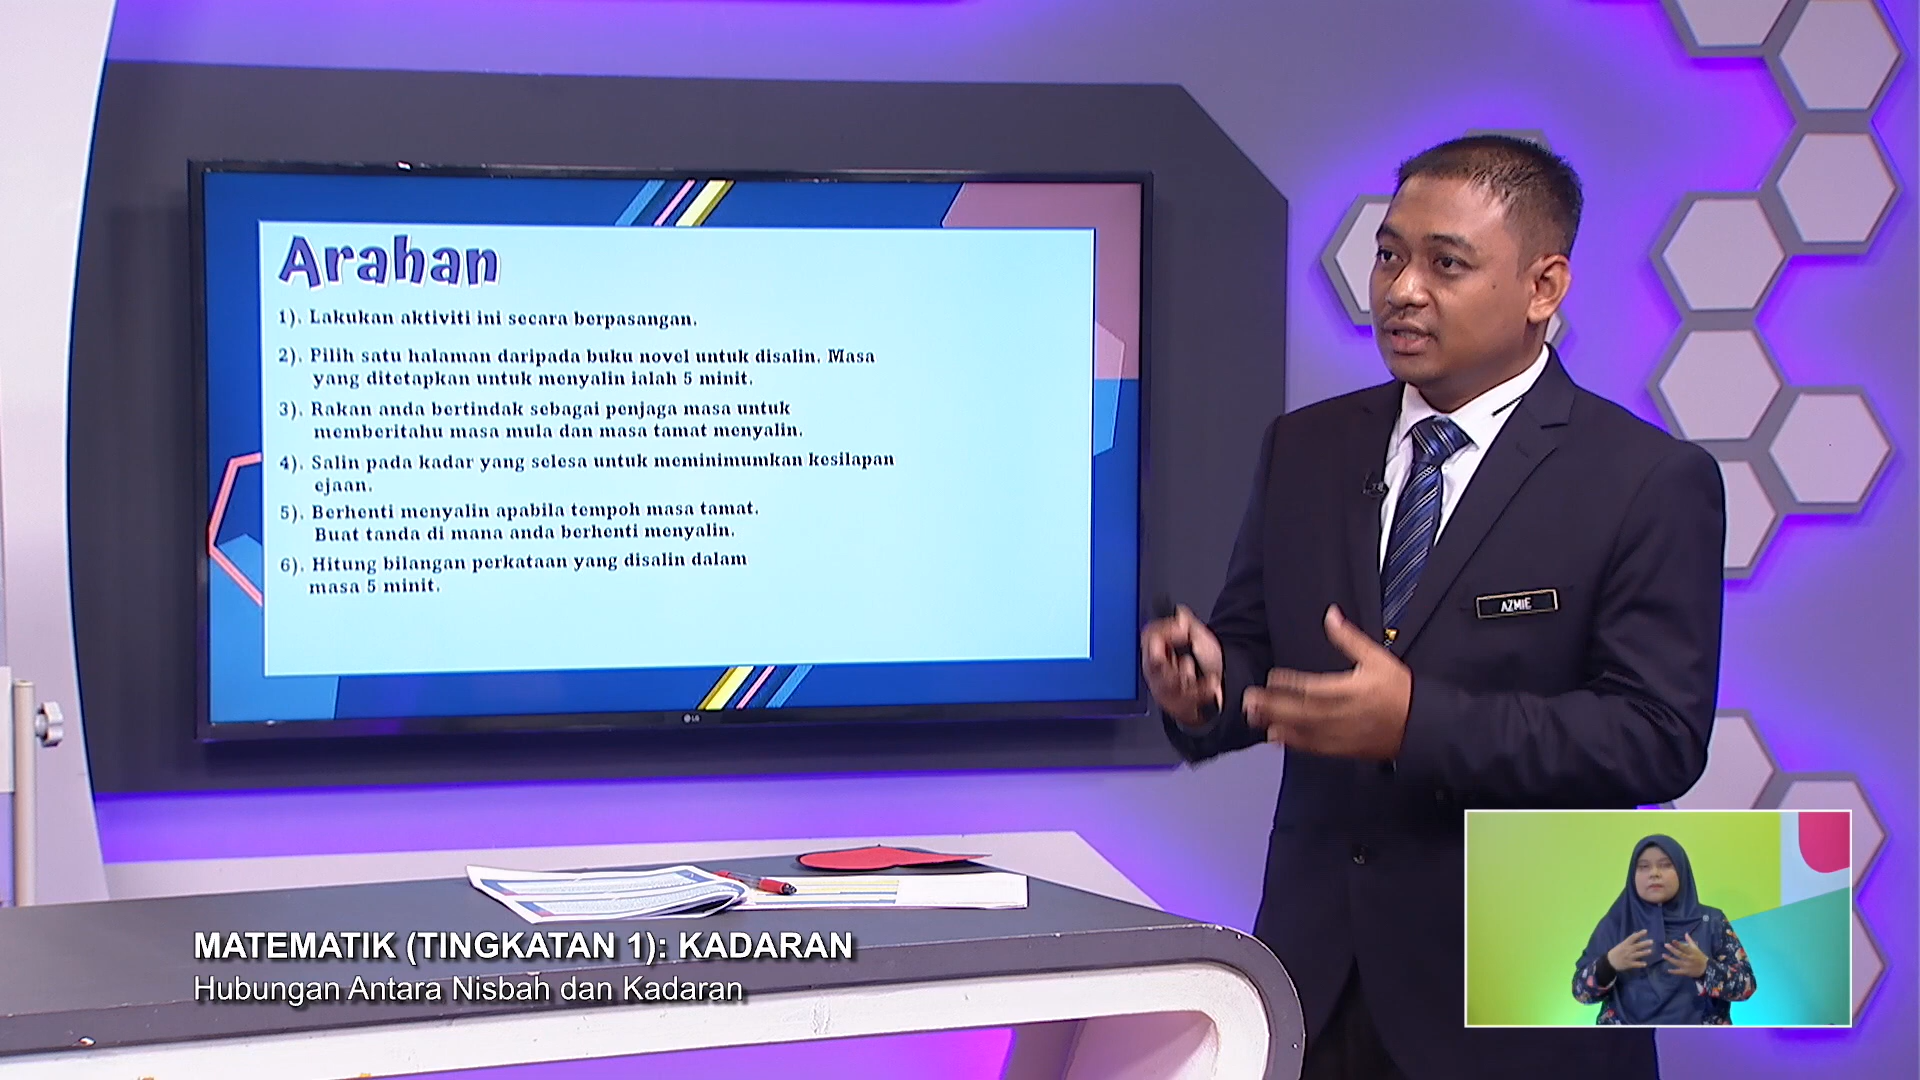 Arahan
1). Lakukan aktiviti ini secara berpasangan.
2). Pilih satu halaman daripada buku novel untuk disalin. Masa
yang ditetapkan untuk menyalin ialah 5 minit.
3). Rakan anda bertindak sebagai penjaga masa untuk
memberitahu masa mula dan masa tamat menyalin.
4). Salin pada kadar yang selesa untuk meminimumkan kesilapan
ejaan.
5). Berhenti menyalin apabila tempoh masa tamat.
Buat tanda di mana anda berhenti menyalin.
6). Hitung bilangan perkataan yang disalin dalam
masa 5 minit.
LG
AZMIE
MATEMATIK (TINGKATAN 1): KADARAN
Hubungan Antara Nisbah dan Kadaran